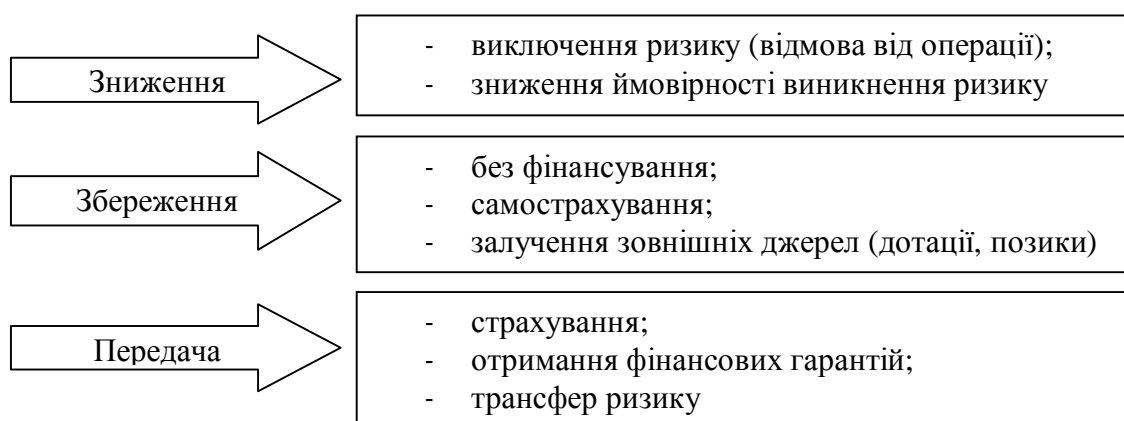 Зниження
- виключення ризику (відмова від операції);
- зниження ймовірності виникнення ризику
Збереження
- без фінансування;
- самострахування;
- залучення зовнішніх джерел (дотації, позики)
Передача
- страхування;
- отримання фінансових гарантій;
- трансфер ризику